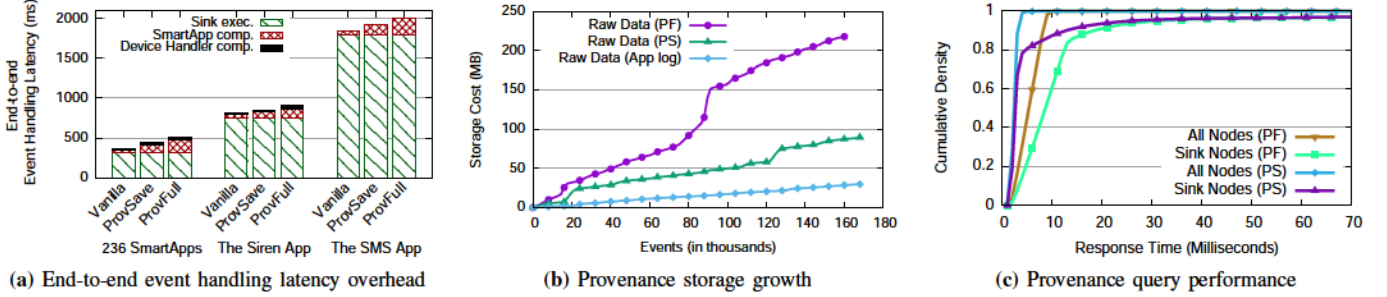 End-to-end
Event Handling Latency (ms)
2000
1500
1000
500
0
Sink exec.
SmartApp comp.
Device Handler comp.
Vanilla
ProvSave
ProvFull
Vanilla
ProvSave
ProvFull
Vanilla
ProvSave
ProvFull
236 SmartApps
The Siren App
The SMS App
(a) End-to-end event handling latency overhead
Storage Cost (MB)
250
200
150
100
50
0
Raw Data (PF)
Raw Data (PS)
Raw Data (App log)
0 20 40 60 80 100 120 140 160 180
Events (in thousands)
(b) Provenance storage growth
Cumulative Density
1
0.8
0.6
0.4
0.2
0
All Nodes (PF)
Sink Nodes (PF)
All Nodes (PS)
Sink Nodes (PS)
0 10 20 30 40 50 60 70
Response Time (Milliseconds)
(c) Provenance query performance